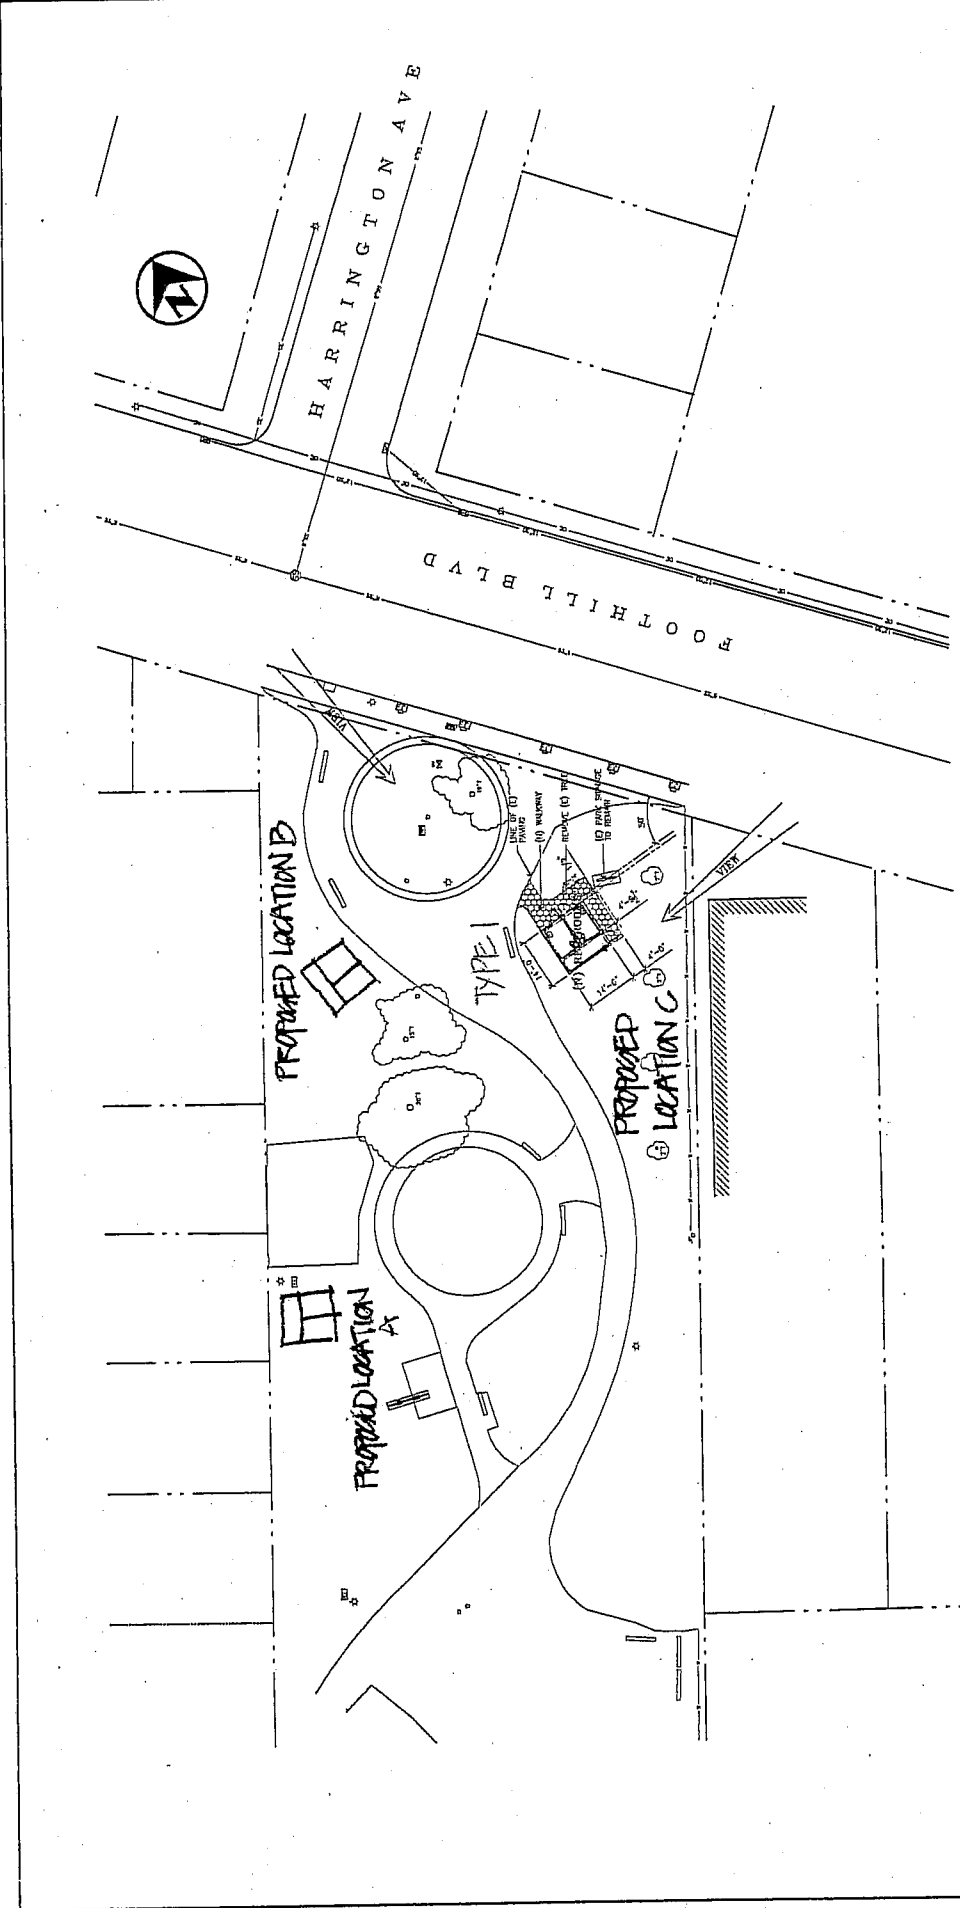 HARRINGTON AVE
N
FOOTHILL BLVD
VIEW
LINE OF (E)
PAVING
(N) WALKWAY
REMOVE (E) TREE
(E) PARK SIGNAGE
TO REMAIN
VIEW
PROPOSED LOCATION B
TYPE I
(N) RESTROOM
PROPOSED
LOCATION C
PROPOSED LOCATION
A